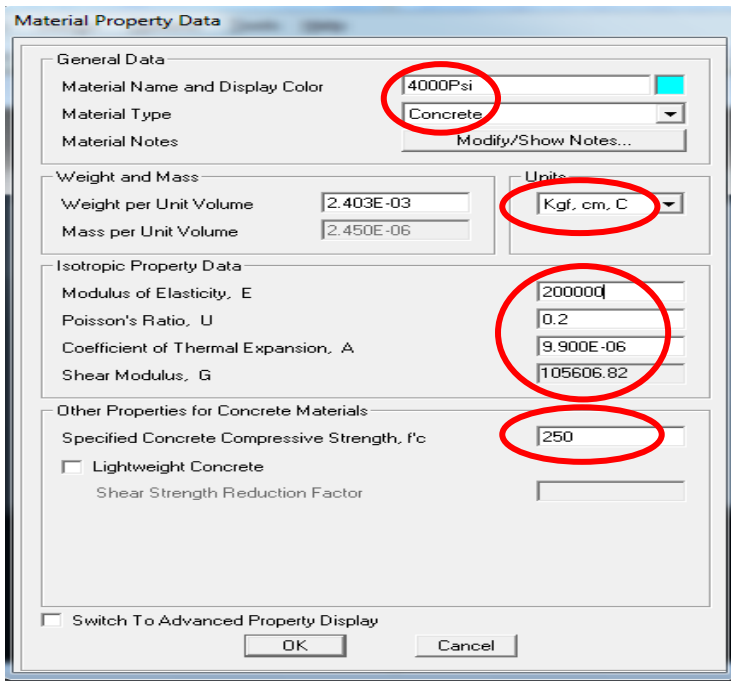 Material Property Data
General Data
Material Name and Display Color 4000Psi
Material Type Concrete
Material Notes Modify/Show Notes...
Weight and Mass Units
Weight per Unit Volume 2.403E-03 Kgf, cm, C
Mass per Unit Volume 2.450E-06
Isotropic Property Data
Modulus of Elasticity, E 200000
Poisson's Ratio, U 0.2
Coefficient of Thermal Expansion, A 9.900E-06
Shear Modulus, G 105606.82
Other Properties for Concrete Materials
Specified Concrete Compressive Strength, f'c 250
Lightweight Concrete
Shear Strength Reduction Factor
Switch To Advanced Property Display
OK Cancel